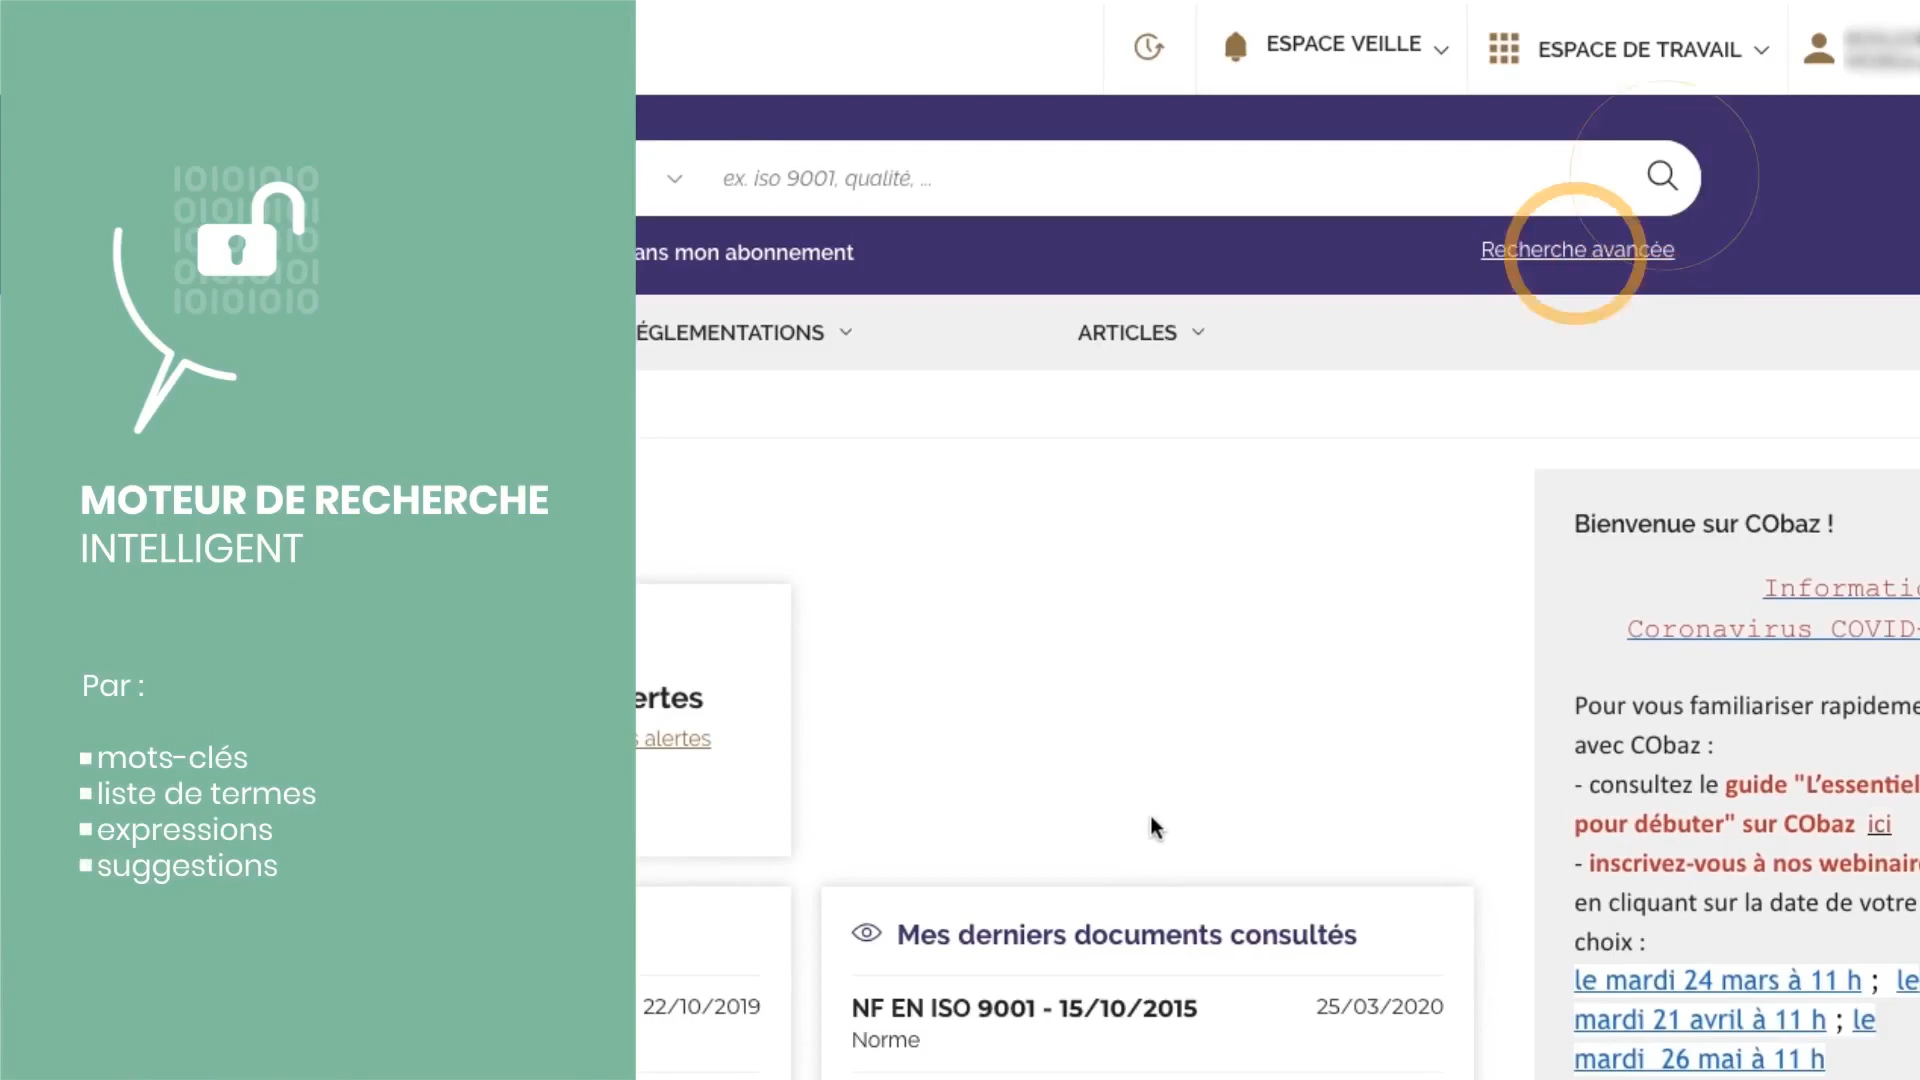 IOIOIOIO
MOTEUR DE RECHERCHE
INTELLIGENT
Par :
mots-clés
liste de termes
expressions
suggestions
ESPACE VEILLE
ESPACE DE TRAVAIL
ex. iso 9001, qualité, ...
ans mon abonnement
Recherche avancée
ÉGLEMENTATIONS
ARTICLES
ertes
s alertes
22/10/2019
Mes derniers documents consultés
NF EN ISO 9001 - 15/10/2015
25/03/2020
Norme
Bienvenue sur CObaz !
Informatio
Coronavirus COVID-
Pour vous familiariser rapideme
avec CObaz :
- consultez le guide "L’essentiel
pour débuter" sur CObaz ici
- inscrivez-vous à nos webinaire
en cliquant sur la date de votre
choix :
le mardi 24 mars à 11 h ; le
mardi 21 avril à 11 h ; le
mardi 26 mai à 11 h